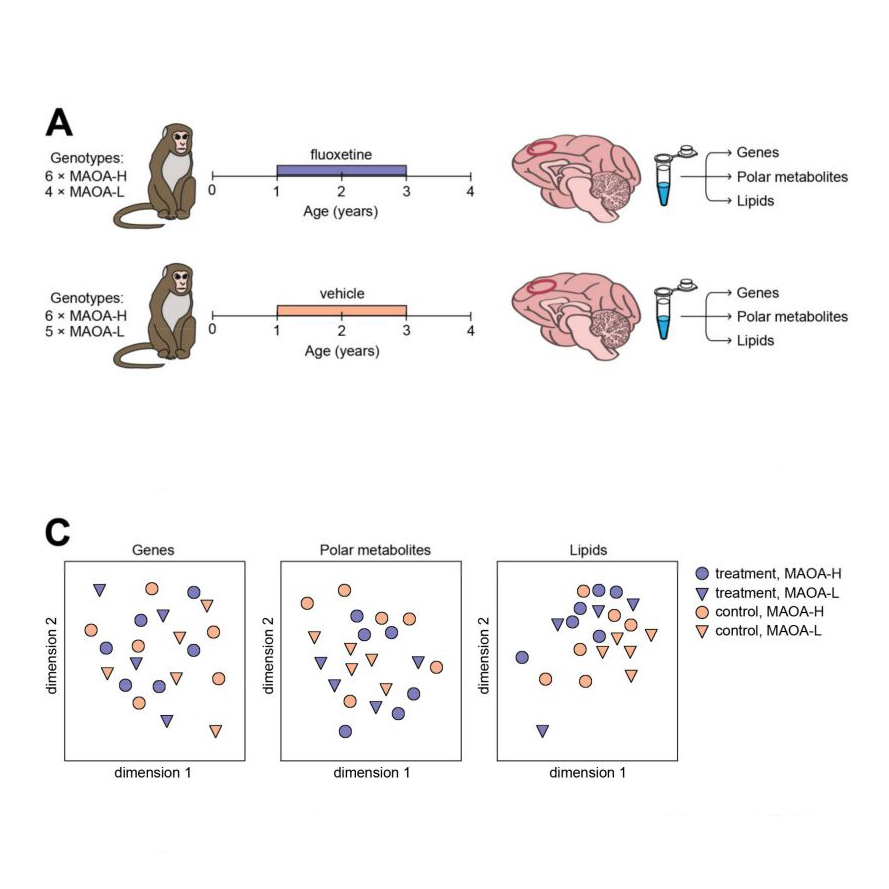 A
Genotypes:
6 × MAOA-H
4 × MAOA-L
fluoxetine
0 1 2 3 4
Age (years)
Genes
Polar metabolites
Lipids
Genotypes:
6 × MAOA-H
5 × MAOA-L
vehicle
0 1 2 3 4
Age (years)
Genes
Polar metabolites
Lipids
C
Genes
dimension 2
dimension 1
Polar metabolites
dimension 2
dimension 1
Lipids
dimension 2
dimension 1
treatment, MAOA-H
treatment, MAOA-L
control, MAOA-H
control, MAOA-L